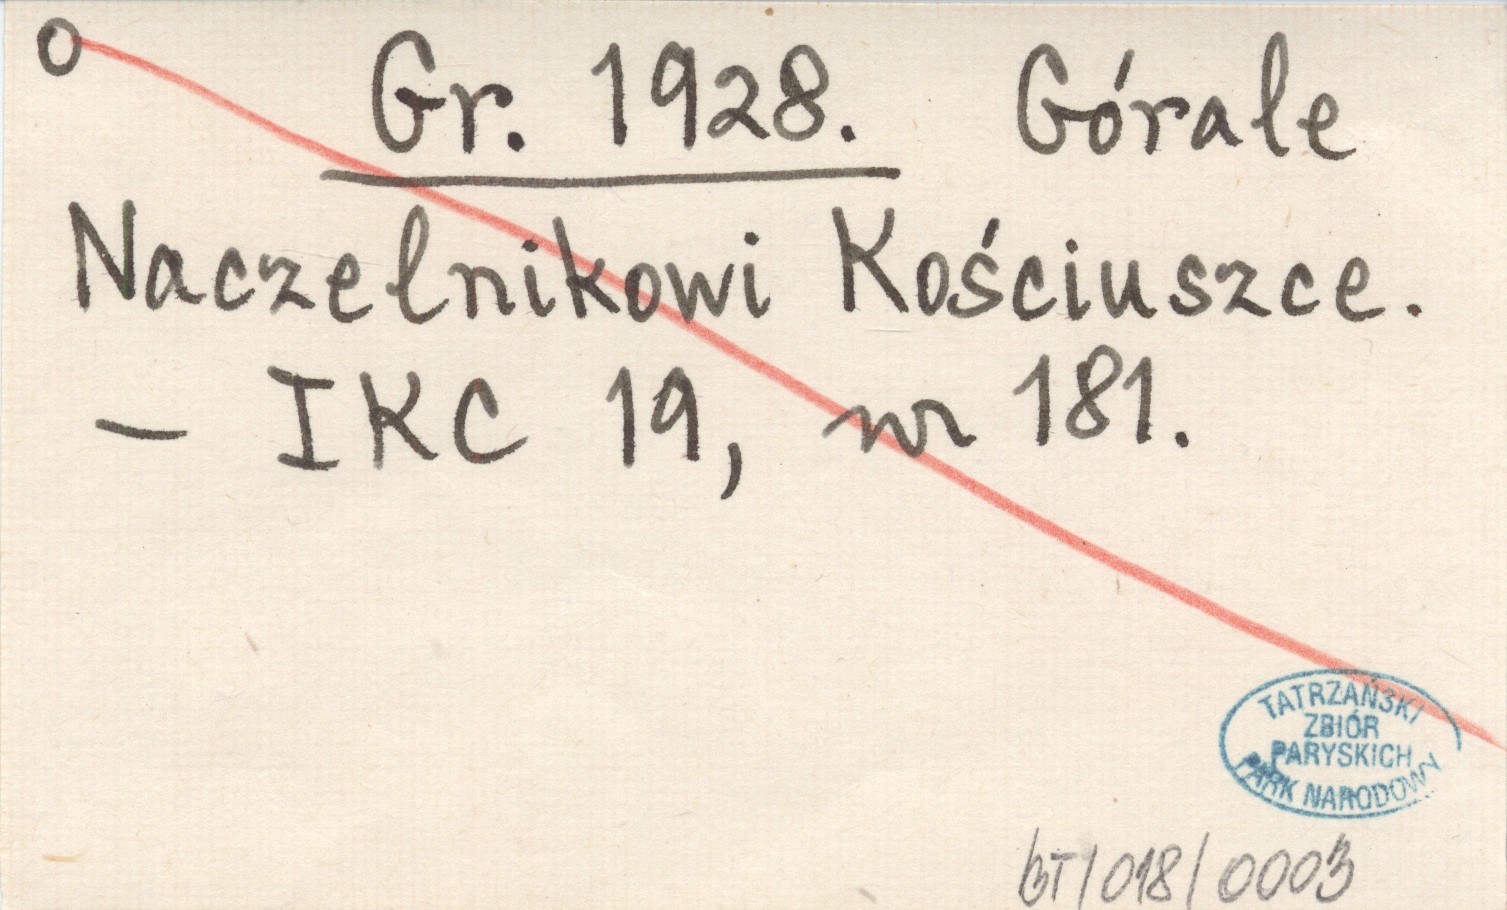 O Gr. 1928. Górale
Naczelnikowi Kościuszce.
— IKC 19, nr 181.
TATRZAŃSKI
ZBIÓR
PARYSKICH
PARK NARODOWY
BT/018/0003